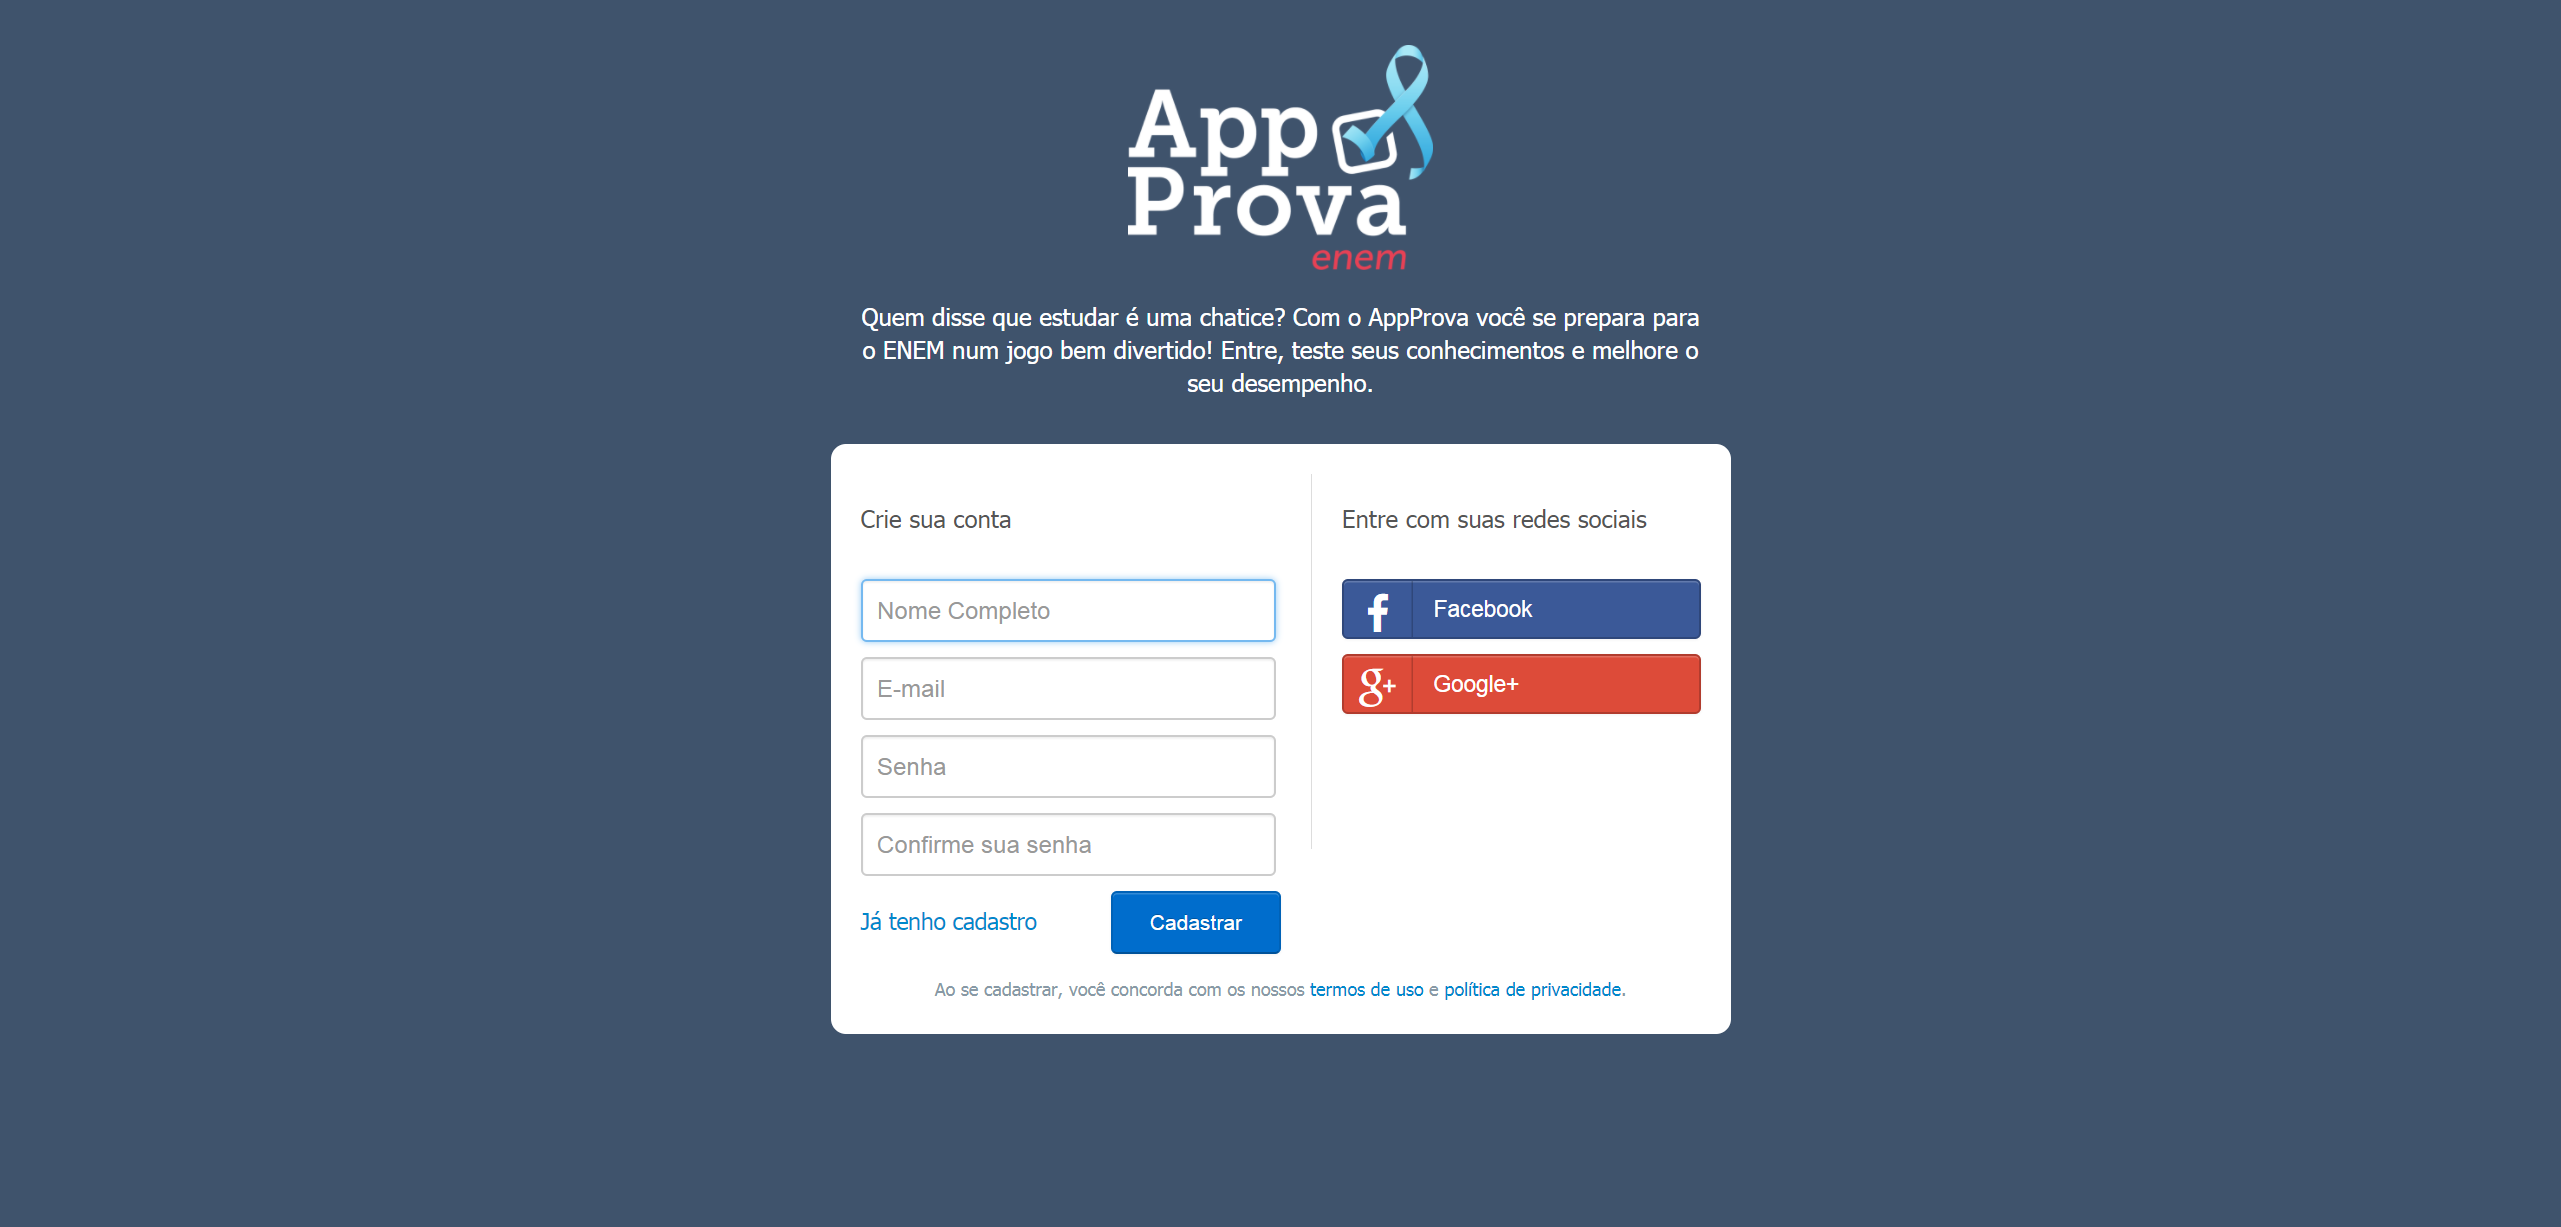 App
Prova
enem
Quem disse que estudar é uma chatice? Com o AppProva você se prepara para
o ENEM num jogo bem divertido! Entre, teste seus conhecimentos e melhore o
seu desempenho.
Crie sua conta
Nome Completo
E-mail
Senha
Confirme sua senha
Já tenho cadastro
Cadastrar
Entre com suas redes sociais
f Facebook
g+ Google+
Ao se cadastrar, você concorda com os nossos termos de uso e política de privacidade.